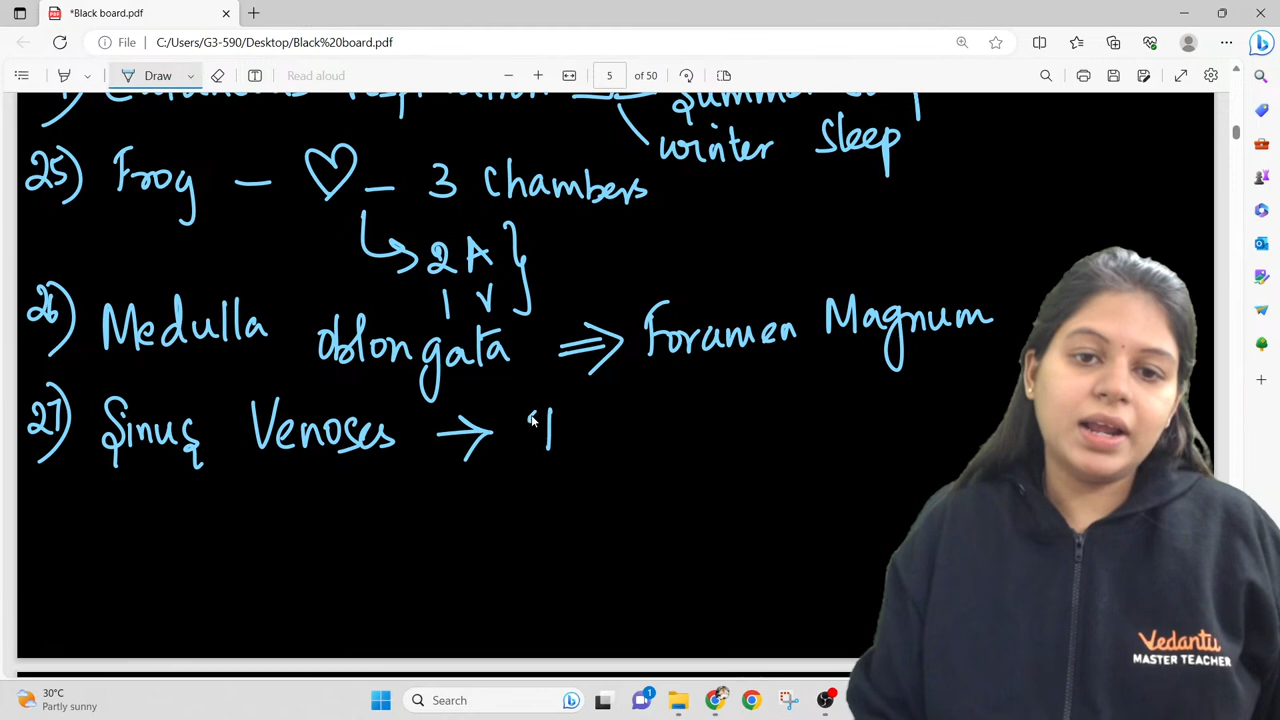 *Black board.pdf
File C:/Users/G3-590/Desktop/Black%20board.pdf
Draw Read aloud 5 of 50
winter sleep
25) Frog — ♡ — 3 chambers
↳ 2 A }
1 V
26) Medulla oblongata ⇒ Foramen Magnum
27) Sinus Venoses →
Vedantu
MASTER TEACHER
30°C
Partly sunny
Search
1